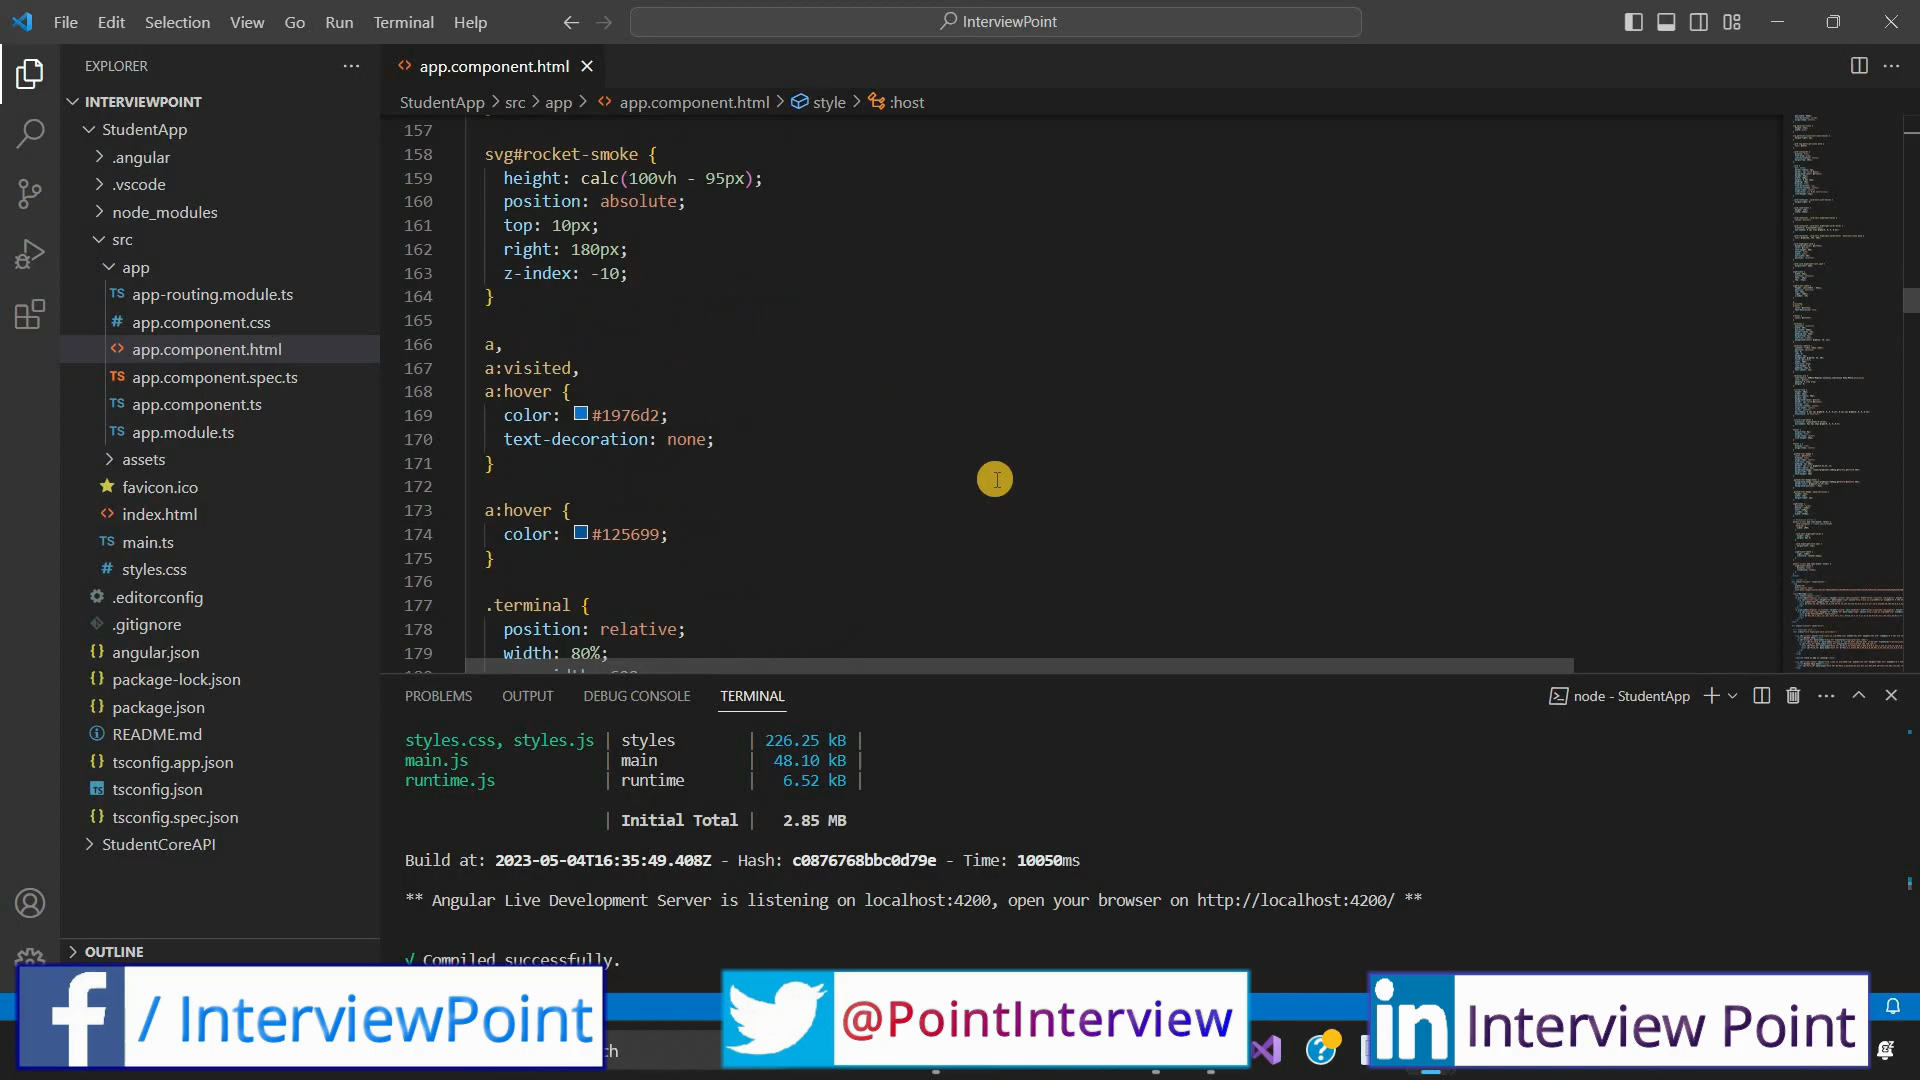 File Edit Selection View Go Run Terminal Help
InterviewPoint
EXPLORER
INTERVIEWPOINT
StudentApp
.angular
.vscode
node_modules
src
app
TS app-routing.module.ts
# app.component.css
<> app.component.html
TS app.component.spec.ts
TS app.component.ts
TS app.module.ts
assets
favicon.ico
<> index.html
TS main.ts
# styles.css
.editorconfig
.gitignore
{} angular.json
{} package-lock.json
{} package.json
README.md
{} tsconfig.app.json
TS tsconfig.json
{} tsconfig.spec.json
StudentCoreAPI
OUTLINE
<> app.component.html
StudentApp > src > app > <> app.component.html > style > :host
157
158 svg#rocket-smoke {
159 height: calc(100vh - 95px);
160 position: absolute;
161 top: 10px;
162 right: 180px;
163 z-index: -10;
164 }
165
166 a,
167 a:visited,
168 a:hover {
169 color: #1976d2;
170 text-decoration: none;
171 }
172
173 a:hover {
174 color: #125699;
175 }
176
177 .terminal {
178 position: relative;
179 width: 80%;
PROBLEMS OUTPUT DEBUG CONSOLE TERMINAL
node - StudentApp
styles.css, styles.js | styles | 226.25 kB |
main.js | main | 48.10 kB |
runtime.js | runtime | 6.52 kB |
| Initial Total | 2.85 MB
Build at: 2023-05-04T16:35:49.408Z - Hash: c0876768bbc0d79e - Time: 10050ms
** Angular Live Development Server is listening on localhost:4200, open your browser on http://localhost:4200/ **
√ Compiled successfully.
f / InterviewPoint
@PointInterview
in Interview Point